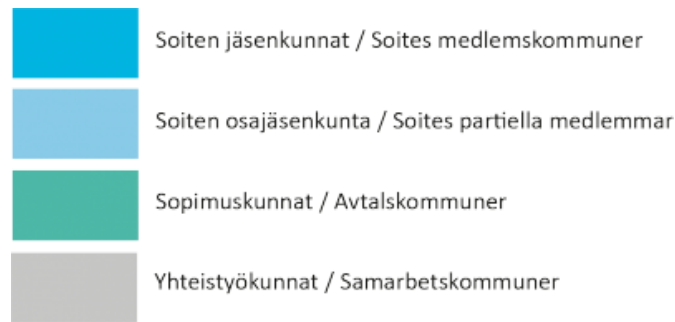 Soiten jäsenkunnat / Soites medlemskommuner
Soiten osajäsenkunta / Soites partiella medlemmar
Sopimuskunnat / Avtalskommuner
Yhteistyökunnat / Samarbetskommuner